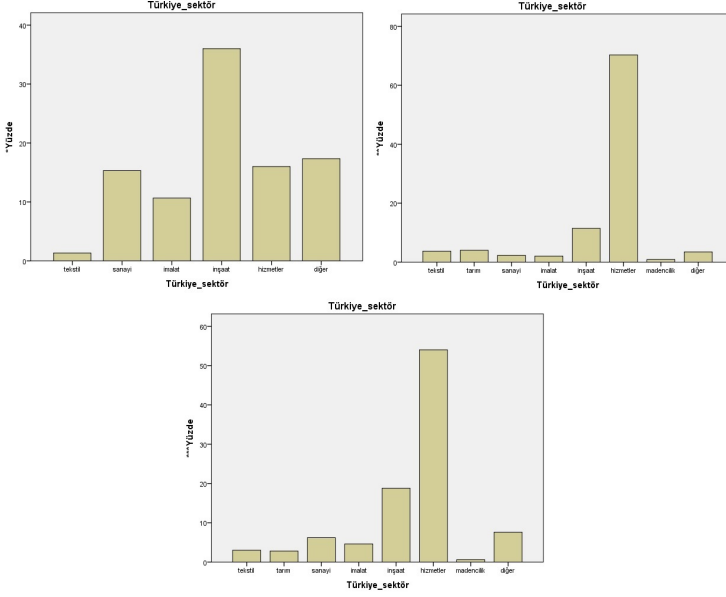 Türkiye_sektör
40
30
20
10
0
*Yüzde
tekstil sanayi imalat inşaat hizmetler diğer
Türkiye_sektör
Türkiye_sektör
80
60
40
20
0
**Yüzde
tekstil tarım sanayi imalat inşaat hizmetler madencilik diğer
Türkiye_sektör
Türkiye_sektör
60
50
40
30
20
10
0
***Yüzde
tekstil tarım sanayi imalat inşaat hizmetler madencilik diğer
Türkiye_sektör